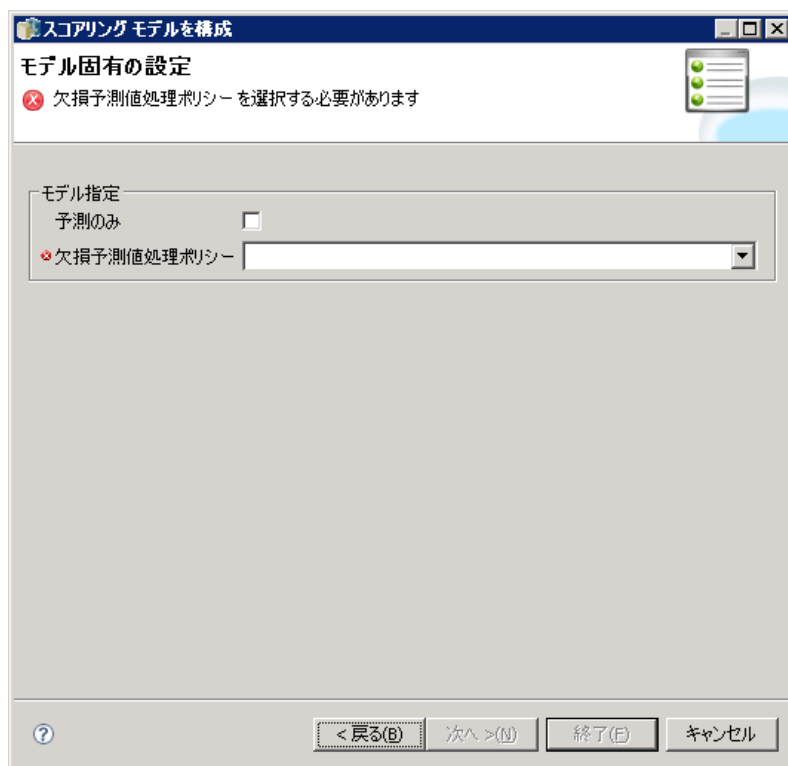 スコアリング モデルを構成
モデル固有の設定
欠損予測値処理ポリシー を選択する必要があります
モデル指定
予測のみ
欠損予測値処理ポリシー
< 戻る(B)
次へ >(N)
終了(F)
キャンセル